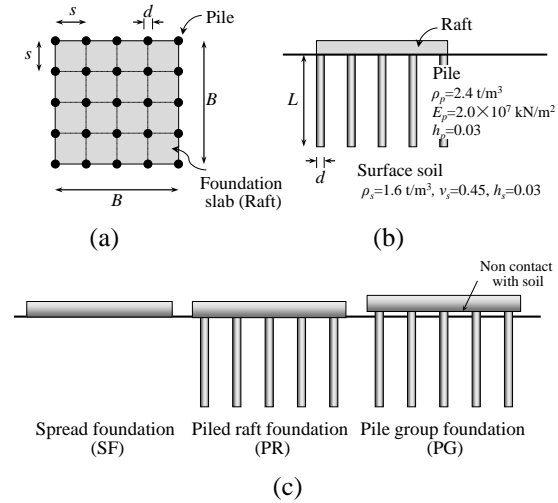 s
d
Pile
s
B
Foundation
slab (Raft)
B
(a)
Raft
Pile
ρp=2.4 t/m³
Ep=2.0×10⁷ kN/m²
hp=0.03
L
d
Surface soil
ρs=1.6 t/m³, νs=0.45, hs=0.03
(b)
Non contact
with soil
Spread foundation
(SF)
Piled raft foundation
(PR)
Pile group foundation
(PG)
(c)